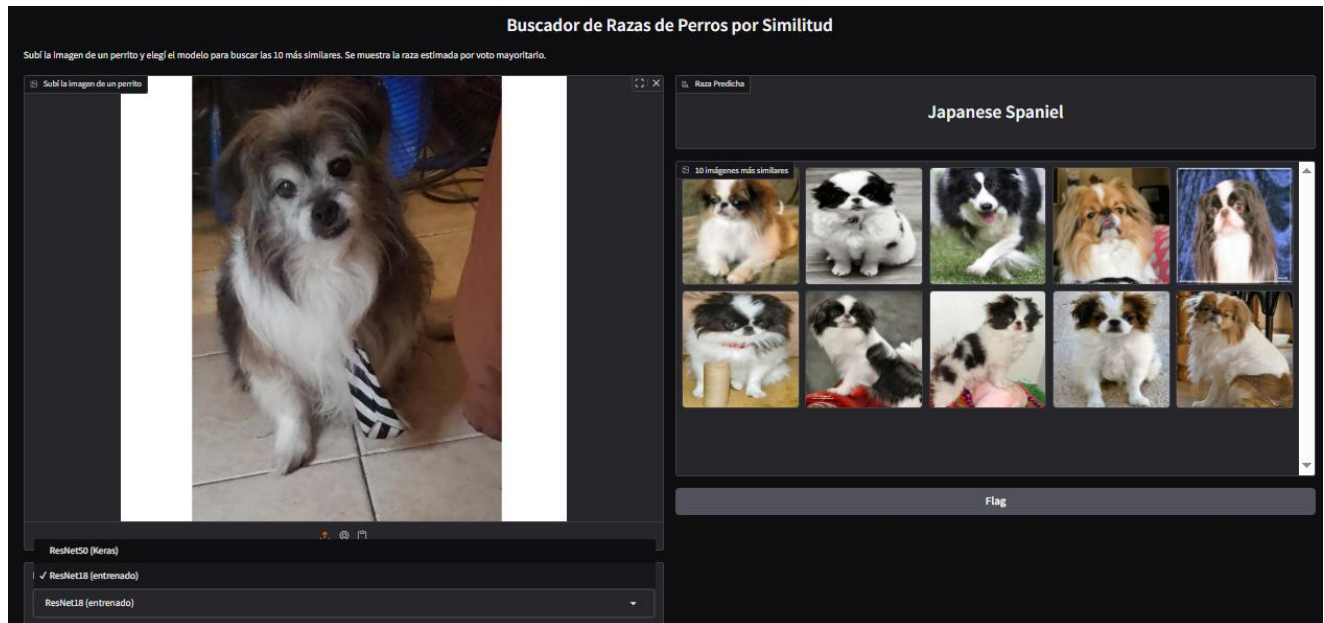 Buscador de Razas de Perros por Similitud
Subí la imagen de un perrito y elegí el modelo para buscar las 10 más similares. Se muestra la raza estimada por voto mayoritario.
Subí la imagen de un perrito
Raza Predicha
Japanese Spaniel
10 imágenes más similares
Flag
ResNet50 (Keras)
✓ ResNet18 (entrenado)
ResNet18 (entrenado)